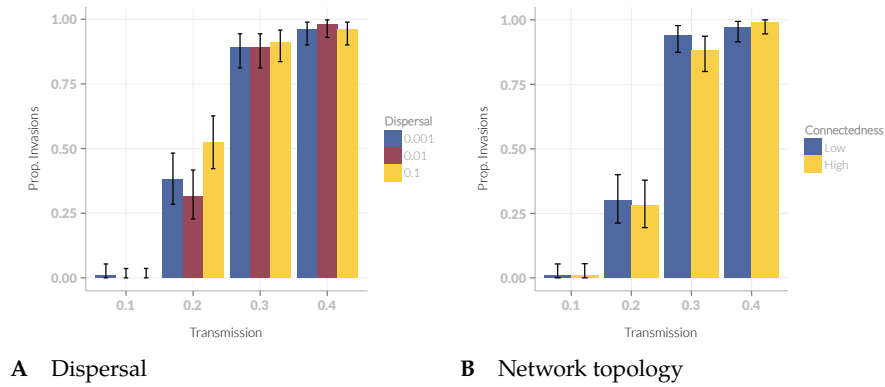 1.00
0.75
0.50
0.25
0.00
Prop. Invasions
0.1 0.2 0.3 0.4
Transmission
Dispersal
0.001
0.01
0.1
A Dispersal
1.00
0.75
0.50
0.25
0.00
Prop. Invasions
0.1 0.2 0.3 0.4
Transmission
Connectedness
Low
High
B Network topology